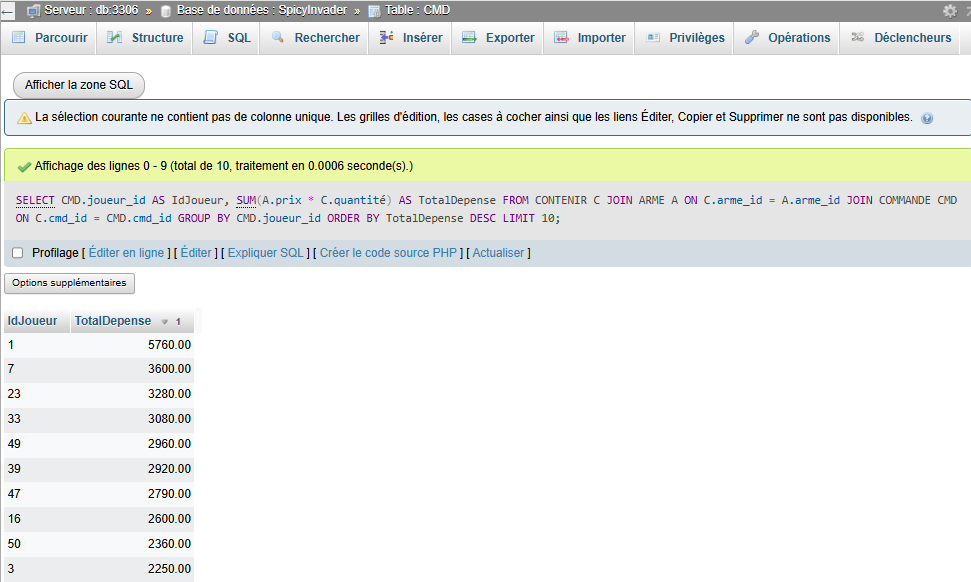 Serveur : db:3306 » Base de données : SpicyInvader » Table : CMD
Parcourir Structure SQL Rechercher Insérer Exporter Importer Privilèges Opérations Déclencheurs
Afficher la zone SQL
La sélection courante ne contient pas de colonne unique. Les grilles d'édition, les cases à cocher ainsi que les liens Éditer, Copier et Supprimer ne sont pas disponibles.
Affichage des lignes 0 - 9 (total de 10, traitement en 0.0006 seconde(s).)
SELECT CMD.joueur_id AS IdJoueur, SUM(A.prix * C.quantité) AS TotalDepense FROM CONTENIR C JOIN ARME A ON C.arme_id = A.arme_id JOIN COMMANDE CMD
ON C.cmd_id = CMD.cmd_id GROUP BY CMD.joueur_id ORDER BY TotalDepense DESC LIMIT 10;
Profilage [ Éditer en ligne ] [ Éditer ] [ Expliquer SQL ] [ Créer le code source PHP ] [ Actualiser ]
Options supplémentaires
IdJoueur TotalDepense 1
1 5760.00
7 3600.00
23 3280.00
33 3080.00
49 2960.00
39 2920.00
47 2790.00
16 2600.00
50 2360.00
3 2250.00